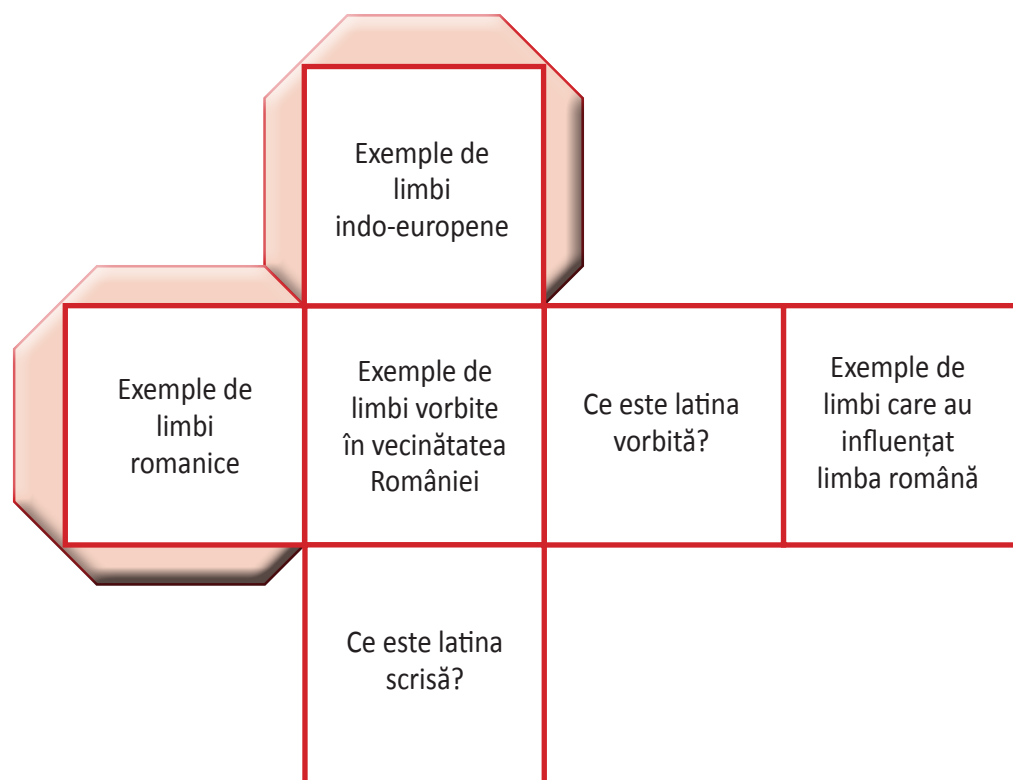 Exemple de
limbi
indo-europene
Exemple de
limbi
romanice
Exemple de
limbi vorbite
în vecinătatea
României
Ce este latina
vorbită?
Exemple de
limbi care au
influențat
limba română
Ce este latina
scrisă?